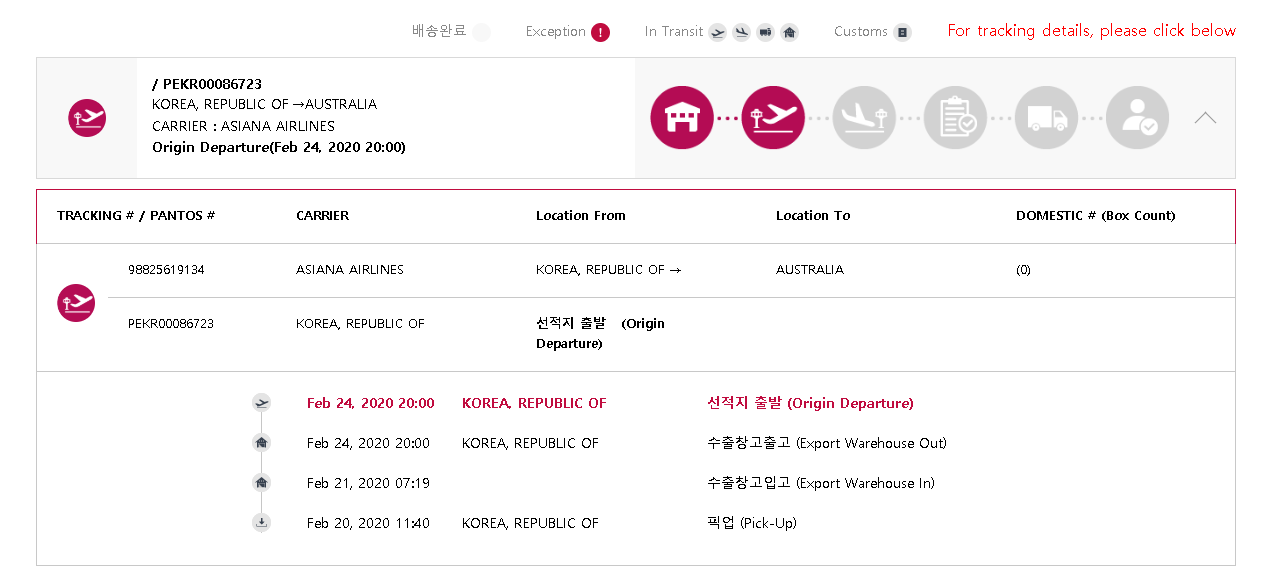 배송완료 Exception ! In Transit Customs For tracking details, please click below
/ PEKR00086723
KOREA, REPUBLIC OF →AUSTRALIA
CARRIER : ASIANA AIRLINES
Origin Departure(Feb 24, 2020 20:00)
TRACKING # / PANTOS # CARRIER Location From Location To DOMESTIC # (Box Count)
98825619134 ASIANA AIRLINES KOREA, REPUBLIC OF → AUSTRALIA (0)
PEKR00086723 KOREA, REPUBLIC OF 선적지 출발 (Origin
Departure)
Feb 24, 2020 20:00 KOREA, REPUBLIC OF 선적지 출발 (Origin Departure)
Feb 24, 2020 20:00 KOREA, REPUBLIC OF 수출창고출고 (Export Warehouse Out)
Feb 21, 2020 07:19 수출창고입고 (Export Warehouse In)
Feb 20, 2020 11:40 KOREA, REPUBLIC OF 픽업 (Pick-Up)